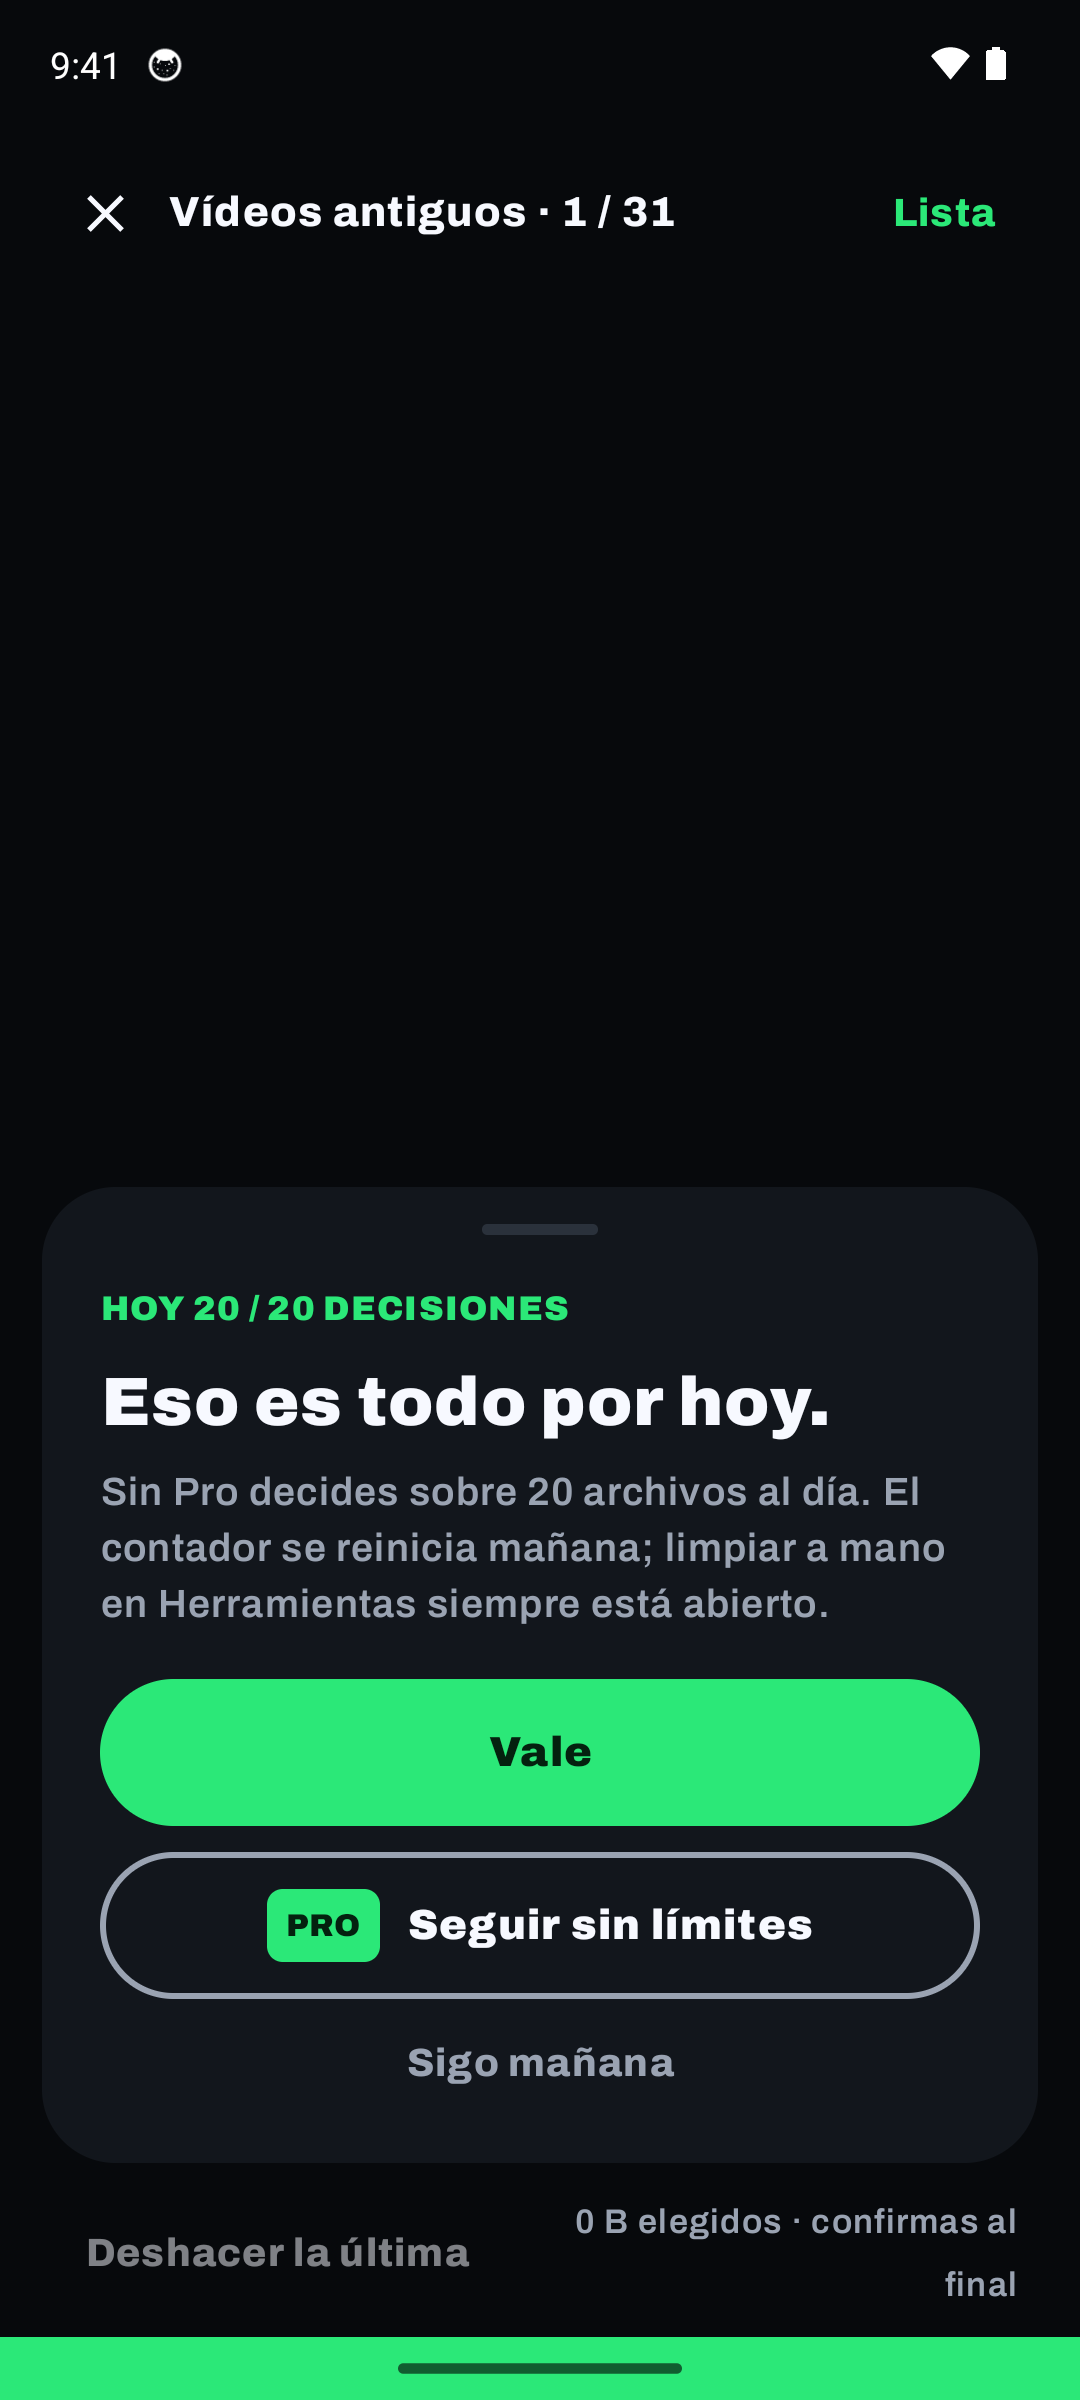 9:41
Vídeos antiguos · 1 / 31
Lista
HOY 20 / 20 DECISIONES
Eso es todo por hoy.
Sin Pro decides sobre 20 archivos al día. El
contador se reinicia mañana; limpiar a mano
en Herramientas siempre está abierto.
Vale
PRO Seguir sin límites
Sigo mañana
Deshacer la última
0 B elegidos · confirmas al
final